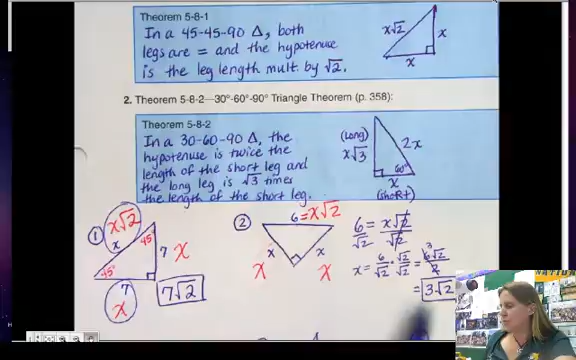 Theorem 5-8-1
In a 45-45-90 Δ, both
legs are = and the hypotenuse
is the leg length mult. by √2.
x√2
x
x
2. Theorem 5-8-2—30°-60°-90° Triangle Theorem (p. 358):
Theorem 5-8-2
In a 30-60-90 Δ, the
hypotenuse is twice the
length of the short leg and
the long leg is √3 times
the length of the short leg.
(long)
x√3
2x
60°
x
(short)
① x√2
x
45
7
x
45°
7
x
7√2
②
6=x√2
x
x
x
x
6/√2 = x√2/√2
x = 6/√2 · √2/√2 = 6√2/2
3
= 3√2